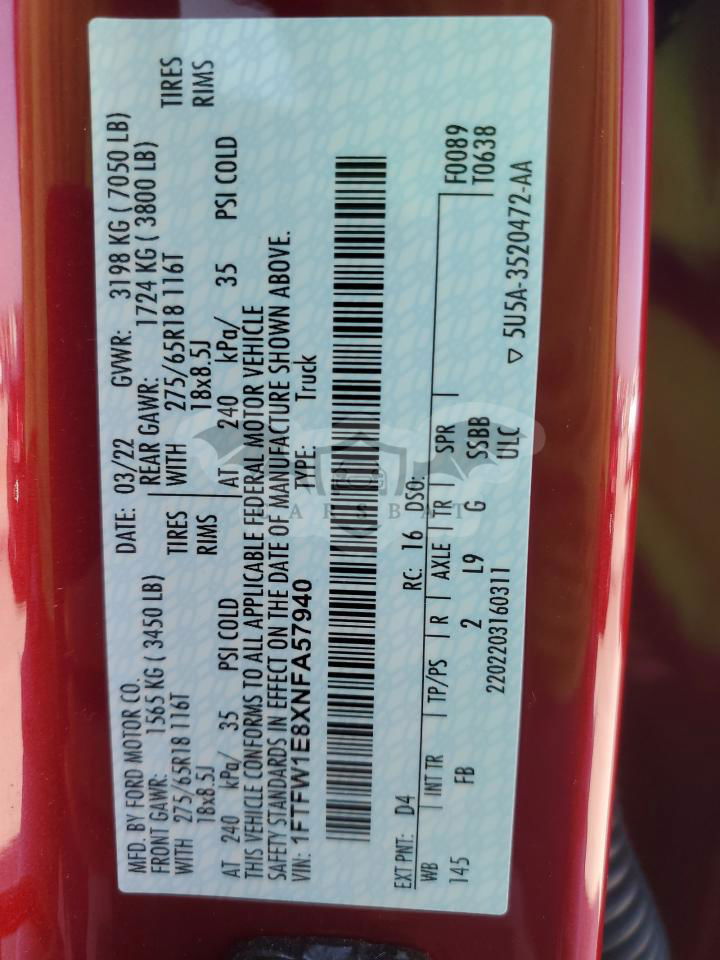 MFD. BY FORD MOTOR CO. DATE: 03/22 GVWR: 3198 KG ( 7050 LB)
FRONT GAWR: 1565 KG ( 3450 LB) REAR GAWR: 1724 KG ( 3800 LB)
WITH 275/65R18 116T TIRES WITH 275/65R18 116T TIRES
18x8.5J RIMS 18x8.5J RIMS
AT 240 kPa/ 35 PSI COLD AT 240 kPa/ 35 PSI COLD
THIS VEHICLE CONFORMS TO ALL APPLICABLE FEDERAL MOTOR VEHICLE
SAFETY STANDARDS IN EFFECT ON THE DATE OF MANUFACTURE SHOWN ABOVE.
VIN: 1FTFW1E8XNFA57940 TYPE: Truck
CARSBAT
EXT PNT: D4 RC: 16 DSO: F0089
WB INT TR TP/PS R AXLE TR SPR T0638
145 FB 2 L9 G SSBB
2202203160311 ULC
▽ 5U5A-3520472-AA